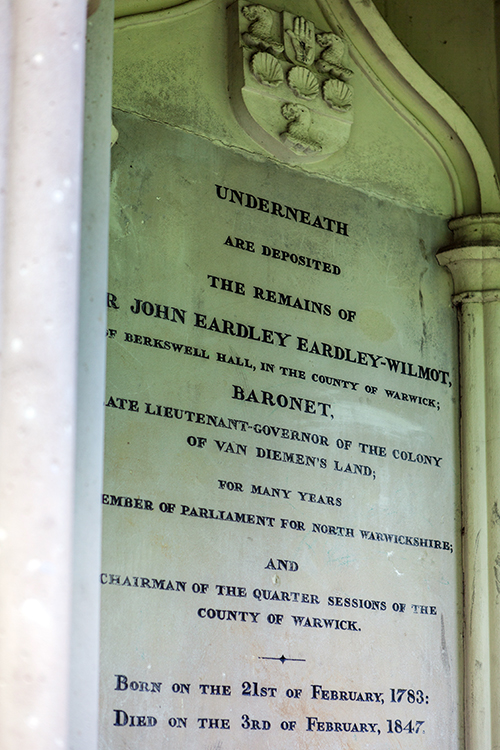 UNDERNEATH
ARE DEPOSITED
THE REMAINS OF
R JOHN EARDLEY EARDLEY-WILMOT,
OF BERKSWELL HALL, IN THE COUNTY OF WARWICK;
BARONET,
ATE LIEUTENANT-GOVERNOR OF THE COLONY
OF VAN DIEMEN'S LAND;
FOR MANY YEARS
EMBER OF PARLIAMENT FOR NORTH WARWICKSHIRE;
AND
CHAIRMAN OF THE QUARTER SESSIONS OF THE
COUNTY OF WARWICK.
BORN ON THE 21ST OF FEBRUARY, 1783:
DIED ON THE 3RD OF FEBRUARY, 1847.